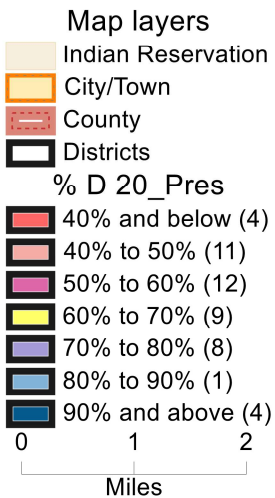 Map layers
Indian Reservation
City/Town
County
Districts
% D 20_Pres
40% and below (4)
40% to 50% (11)
50% to 60% (12)
60% to 70% (9)
70% to 80% (8)
80% to 90% (1)
90% and above (4)
0 1 2
Miles